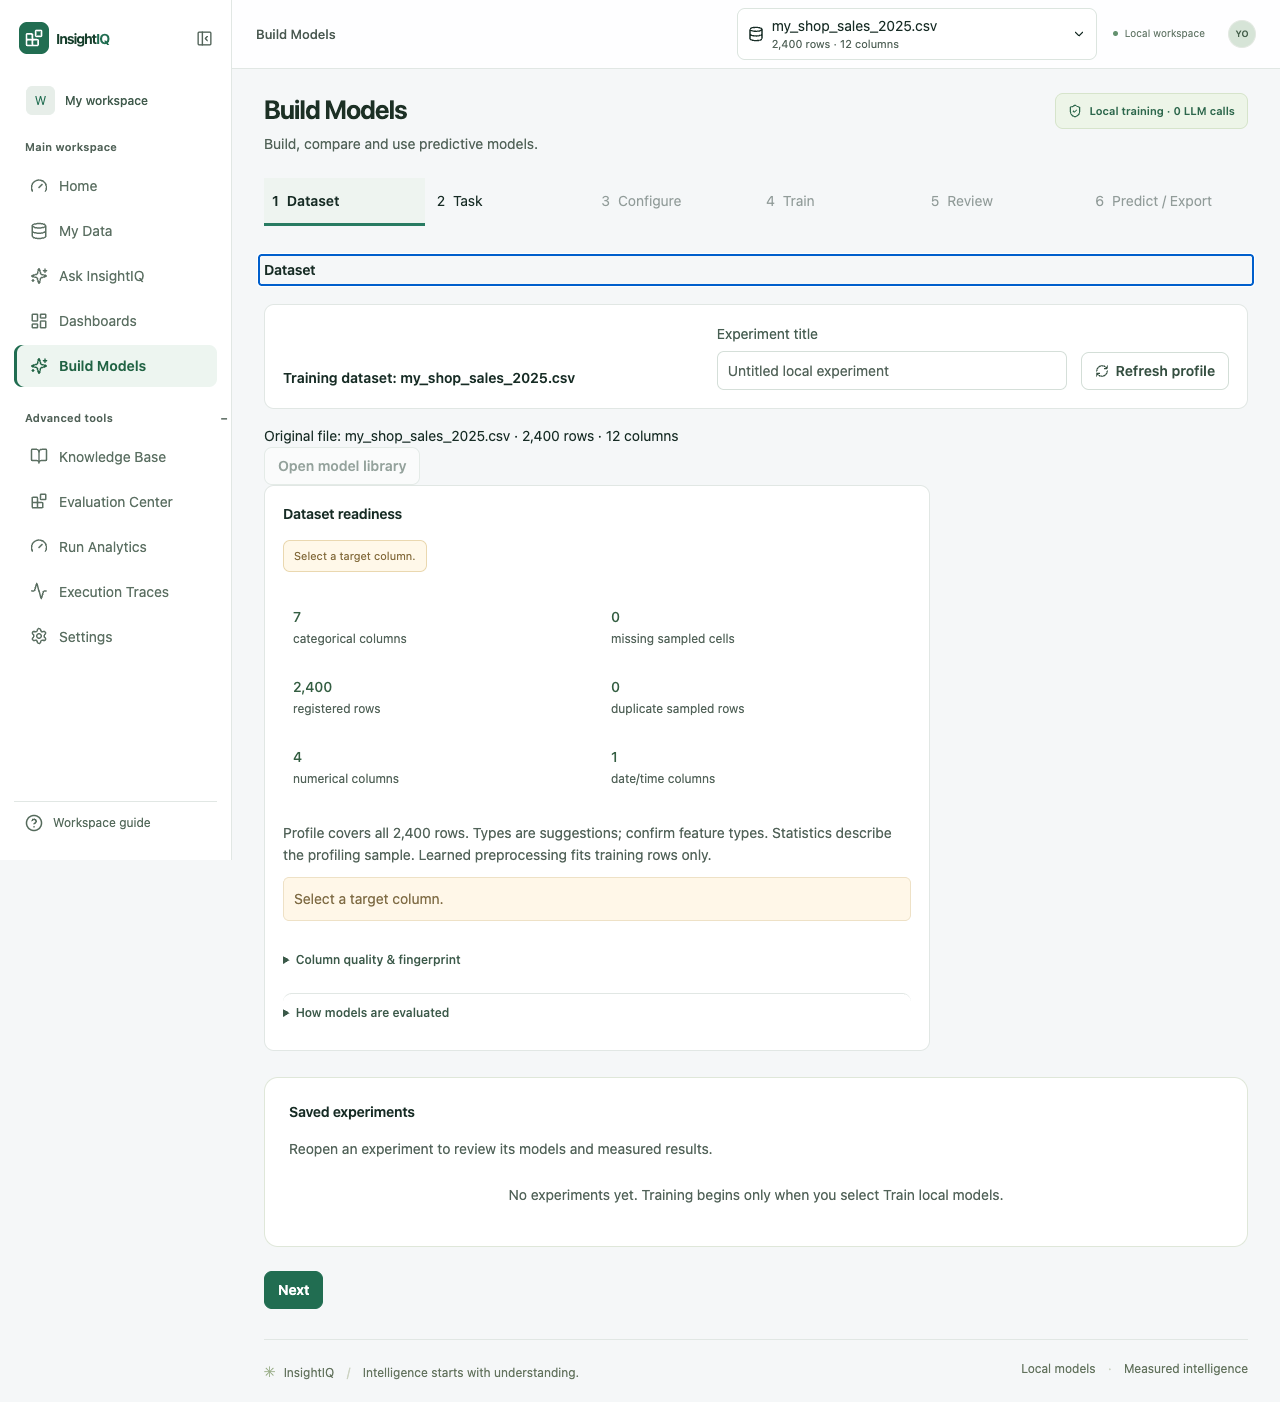 InsightIQ
W My workspace
Main workspace
Home
My Data
Ask InsightIQ
Dashboards
Build Models
Advanced tools –
Knowledge Base
Evaluation Center
Run Analytics
Execution Traces
Settings
Workspace guide
Build Models
my_shop_sales_2025.csv
2,400 rows · 12 columns
Local workspace
YO
Build Models
Build, compare and use predictive models.
Local training · 0 LLM calls
1 Dataset 2 Task 3 Configure 4 Train 5 Review 6 Predict / Export
Dataset
Training dataset: my_shop_sales_2025.csv
Experiment title
Untitled local experiment
Refresh profile
Original file: my_shop_sales_2025.csv · 2,400 rows · 12 columns
Open model library
Dataset readiness
Select a target column.
7
categorical columns
0
missing sampled cells
2,400
registered rows
0
duplicate sampled rows
4
numerical columns
1
date/time columns
Profile covers all 2,400 rows. Types are suggestions; confirm feature types. Statistics describe
the profiling sample. Learned preprocessing fits training rows only.
Select a target column.
Column quality & fingerprint
How models are evaluated
Saved experiments
Reopen an experiment to review its models and measured results.
No experiments yet. Training begins only when you select Train local models.
Next
InsightIQ / Intelligence starts with understanding.
Local models · Measured intelligence